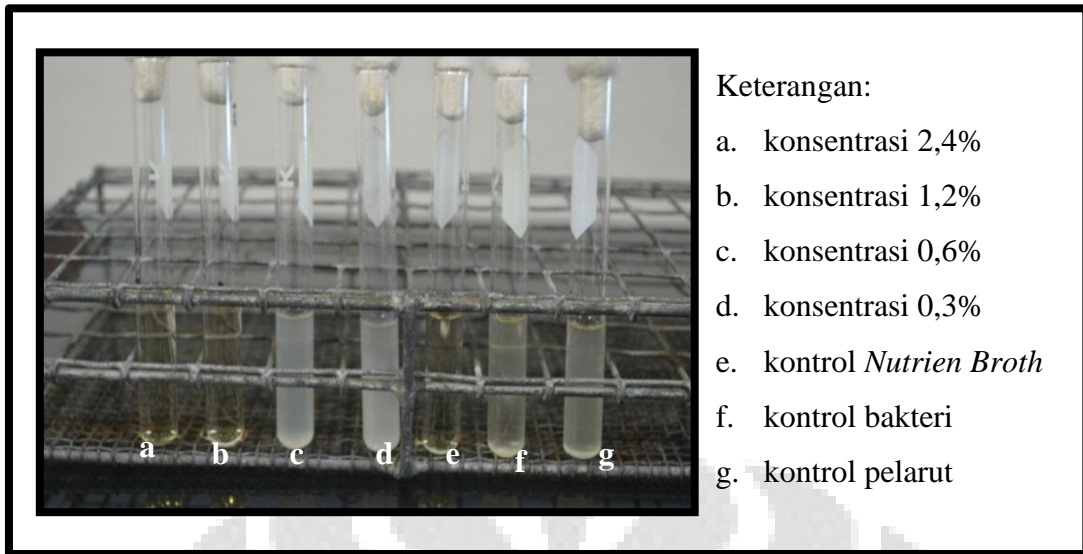 Keterangan:
a. konsentrasi 2,4%
b. konsentrasi 1,2%
c. konsentrasi 0,6%
d. konsentrasi 0,3%
e. kontrol Nutrien Broth
f. kontrol bakteri
g. kontrol pelarut
a b c d e f g